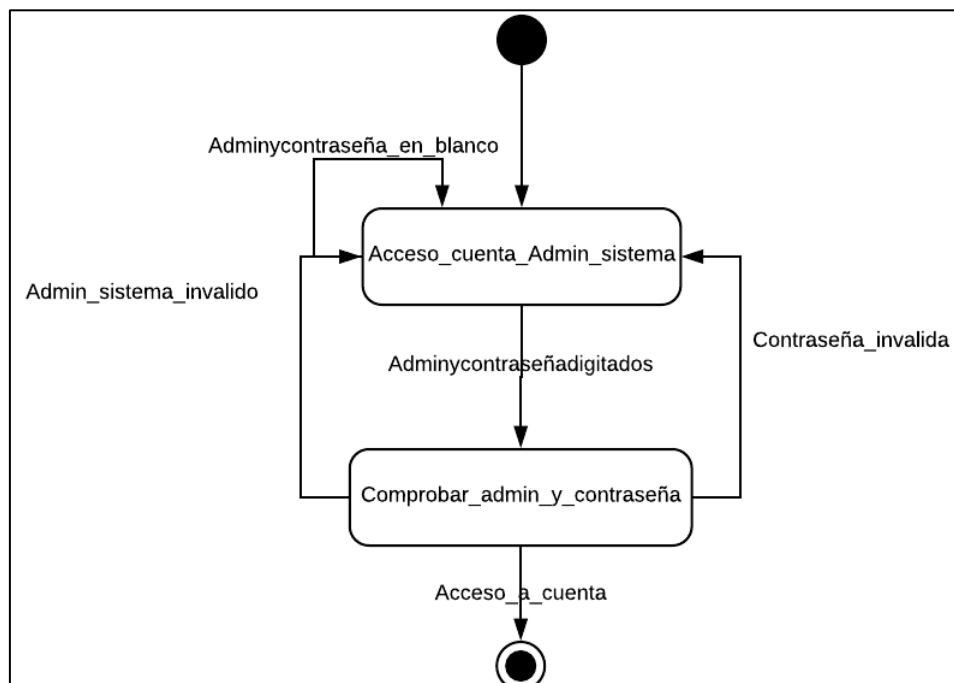 Adminycontraseña_en_blanco
Acceso_cuenta_Admin_sistema
Admin_sistema_invalido
Contraseña_invalida
Adminycontraseñadigitados
Comprobar_admin_y_contraseña
Acceso_a_cuenta